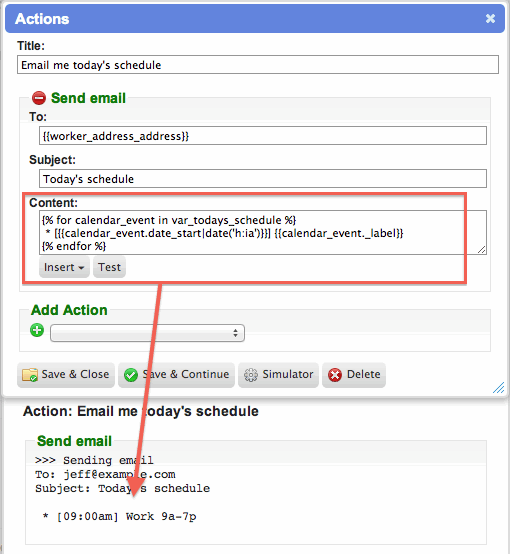 Actions
Title:
Email me today's schedule
Send email
To:
{{worker_address_address}}
Subject:
Today's schedule
Content:
{% for calendar_event in var_todays_schedule %}
* [{{{calendar_event.date_start|date('h:ia')}}}] {{calendar_event._label}}
{% endfor %}
Insert Test
Add Action
Save & Close Save & Continue Simulator Delete
Action: Email me today's schedule
Send email
>>> Sending email
To: jeff@example.com
Subject: Today's schedule
* [09:00am] Work 9a-7p